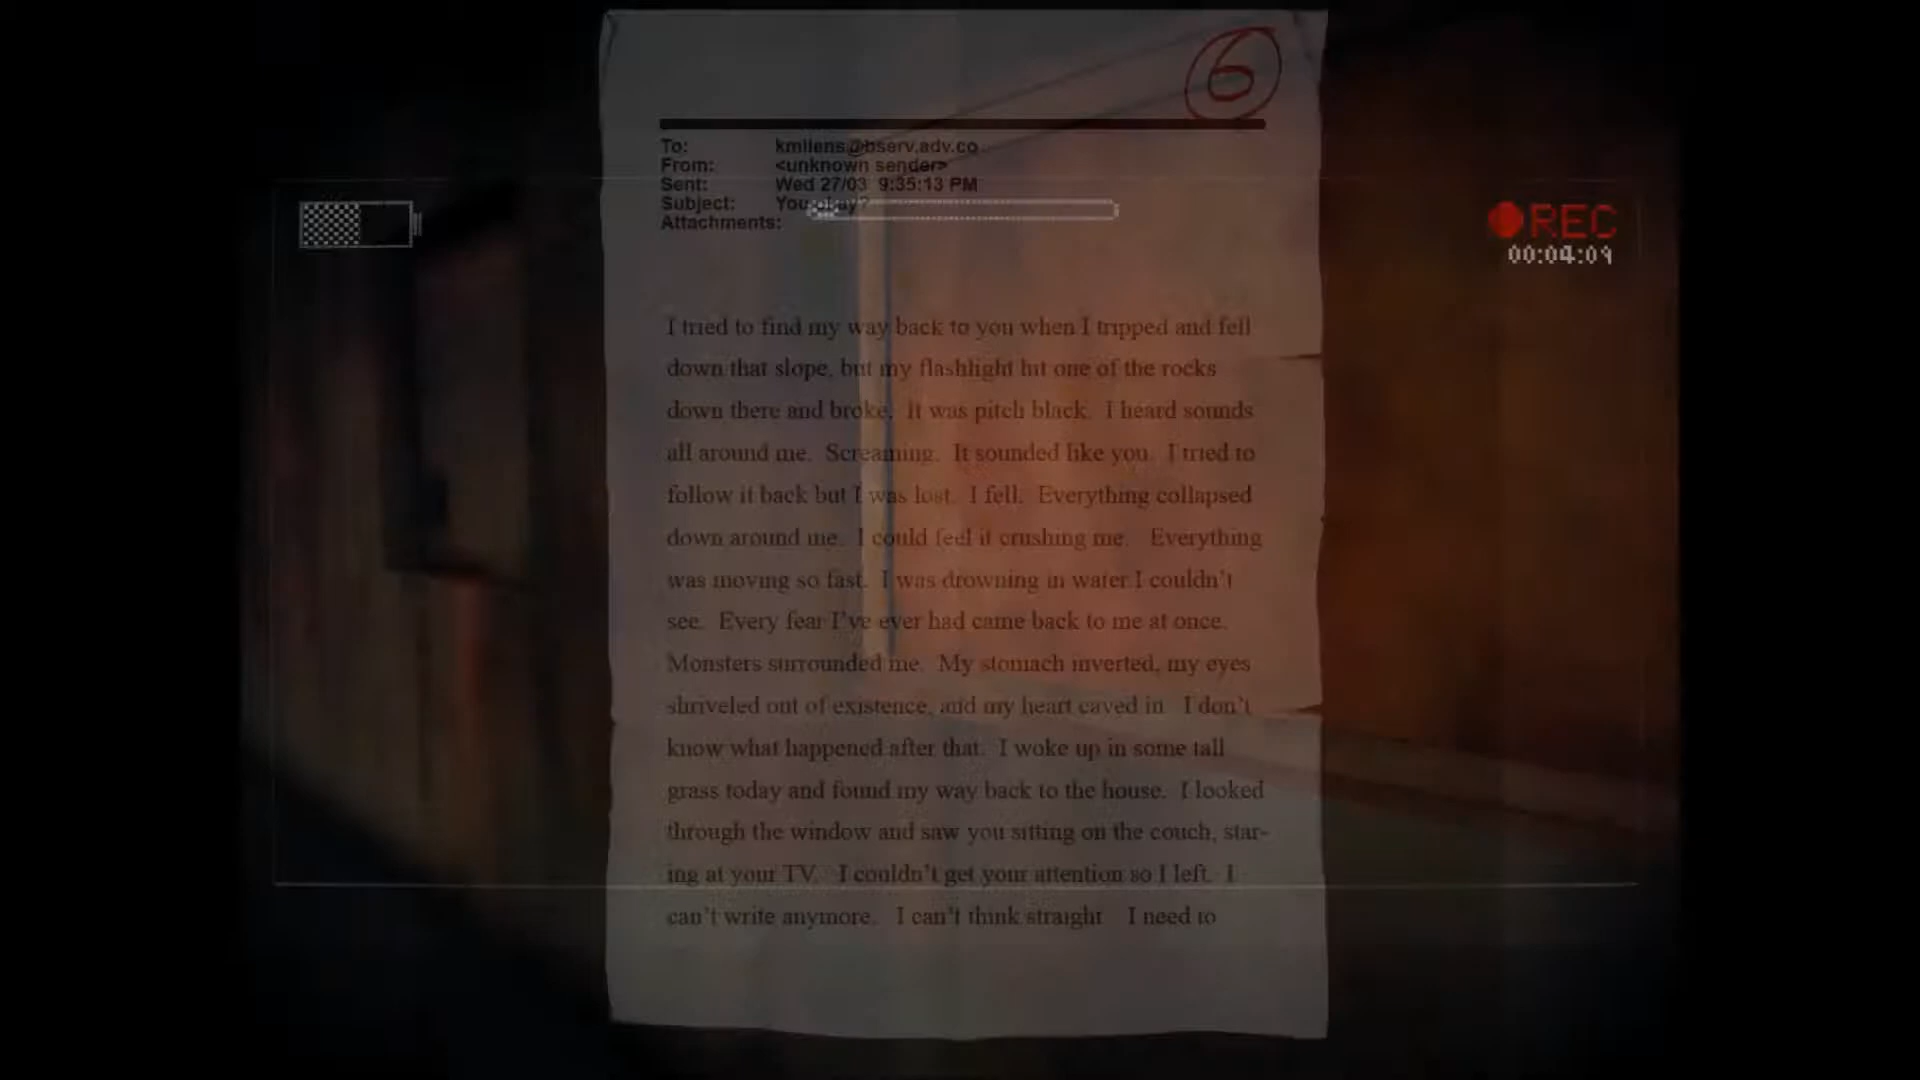 6
To: kmilens@bserv.adv.co
From: <unknown sender>
Sent: Wed 27/03 9:35:13 PM
Subject: You okay?
Attachments:
REC
00:04:09
I tried to find my way back to you when I tripped and fell
down that slope, but my flashlight hit one of the rocks
down there and broke. It was pitch black. I heard sounds
all around me. Screaming. It sounded like you. I tried to
follow it back but I was lost. I fell. Everything collapsed
down around me. I could feel it crushing me. Everything
was moving so fast. I was drowning in water I couldn't
see. Every fear I've ever had came back to me at once.
Monsters surrounded me. My stomach inverted, my eyes
shriveled out of existence, and my heart caved in. I don't
know what happened after that. I woke up in some tall
grass today and found my way back to the house. I looked
through the window and saw you sitting on the couch, star-
ing at your TV. I couldn't get your attention so I left. I
can't write anymore. I can't think straight I need to